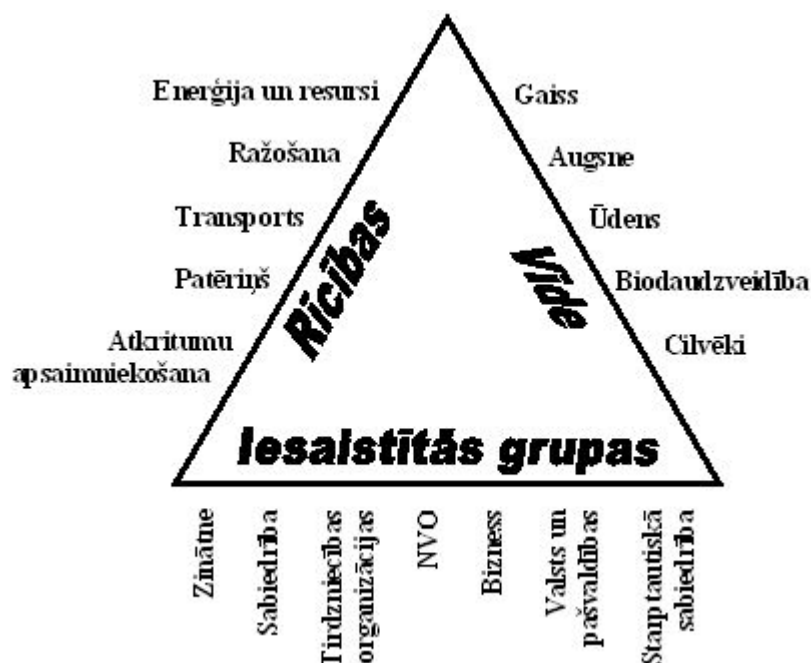 Enerģija un resursi
Ražošana
Transports
Patēriņš
Atkritumu
apsaimniekošana
Rīcības
Gaiss
Augsne
Ūdens
Biodaudzveidība
Cilvēki
Vide
Iesaistītās grupas
Zinātne
Sabiedrība
Tirdzniecības
organizācijas
NVO
Bizness
Valsts un
pašvaldības
Starptautiskā
sabiedrība